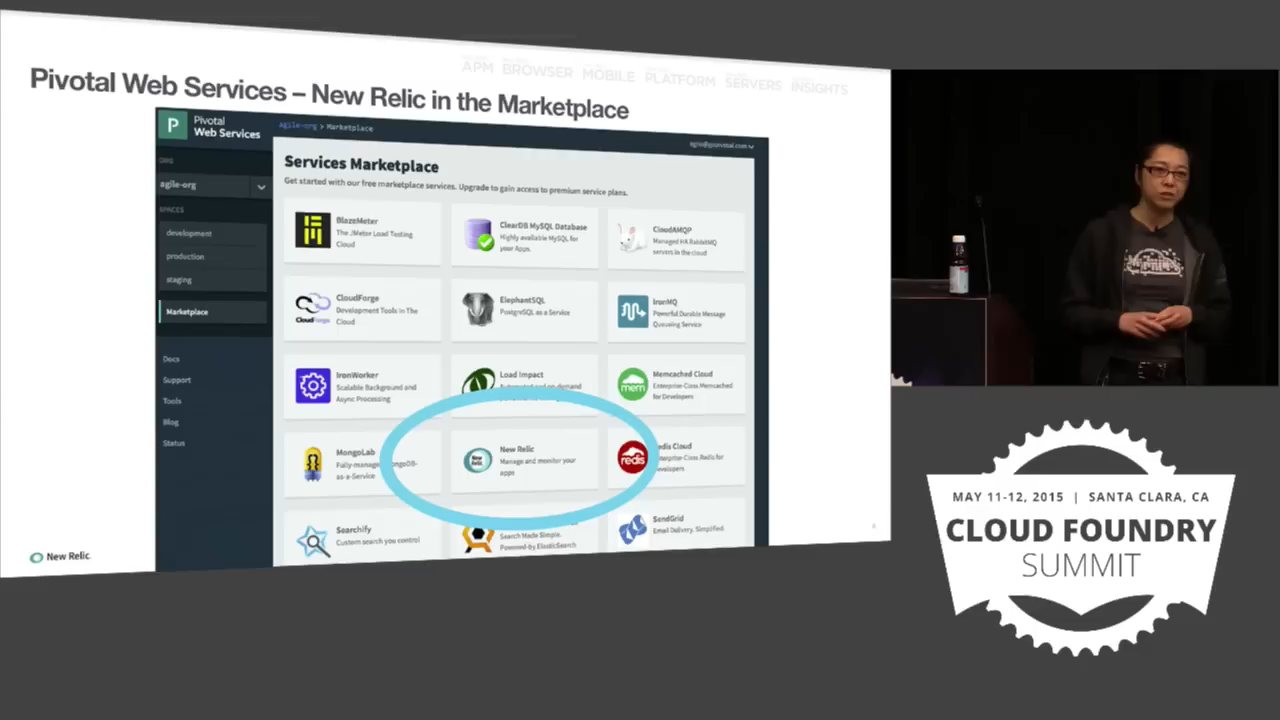 APM BROWSER MOBILE PLATFORM SERVERS INSIGHTS
Pivotal Web Services – New Relic in the Marketplace
P
Pivotal
Web Services
agile-org > Marketplace
ORG
agile-org
SPACES
development
production
staging
Marketplace
Docs
Support
Tools
Blog
Status
Services Marketplace
Get started with our free marketplace services. Upgrade to gain access to premium service plans.
BlazeMeter
The JMeter Load Testing
Cloud
ClearDB MySQL Database
Highly available MySQL for
your Apps.
CloudAMQP
Managed HA RabbitMQ
servers in the cloud
CloudForge
CloudForge
Development Tools In The
Cloud
ElephantSQL
PostgreSQL as a Service
IronMQ
Powerful Durable Message
Queueing Service
IronWorker
Scalable Background and
Async Processing
Load Impact
mem
Memcached Cloud
Enterprise-Class Memcached
for Developers
MongoLab
as-a-Service
New Relic
New Relic
Manage and monitor your
apps
redis
Cloud
Redis for
Searchify
Custom search you control
Search Made Simple.
Powered-by ElasticSearch
SendGrid
Email Delivery. Simplified.
New Relic.
MAY 11-12, 2015 | SANTA CLARA, CA
CLOUD FOUNDRY
SUMMIT